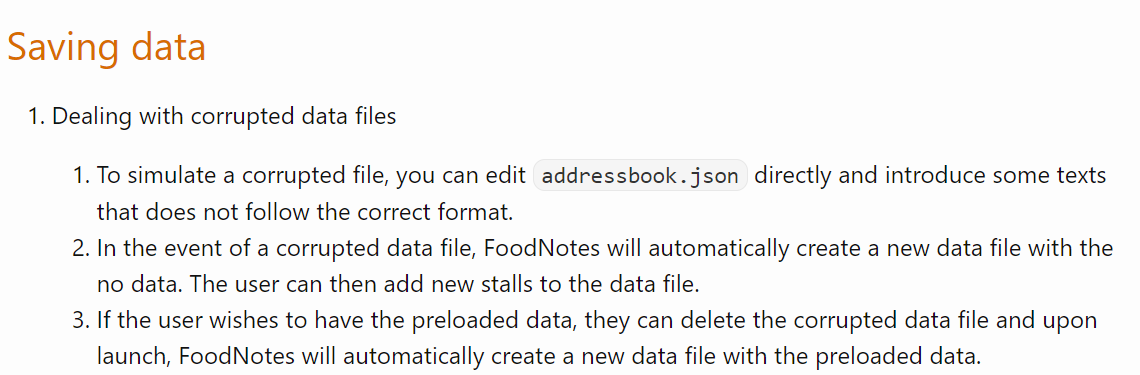 Saving data
1. Dealing with corrupted data files
1. To simulate a corrupted file, you can edit addressbook.json directly and introduce some texts
that does not follow the correct format.
2. In the event of a corrupted data file, FoodNotes will automatically create a new data file with the
no data. The user can then add new stalls to the data file.
3. If the user wishes to have the preloaded data, they can delete the corrupted data file and upon
launch, FoodNotes will automatically create a new data file with the preloaded data.